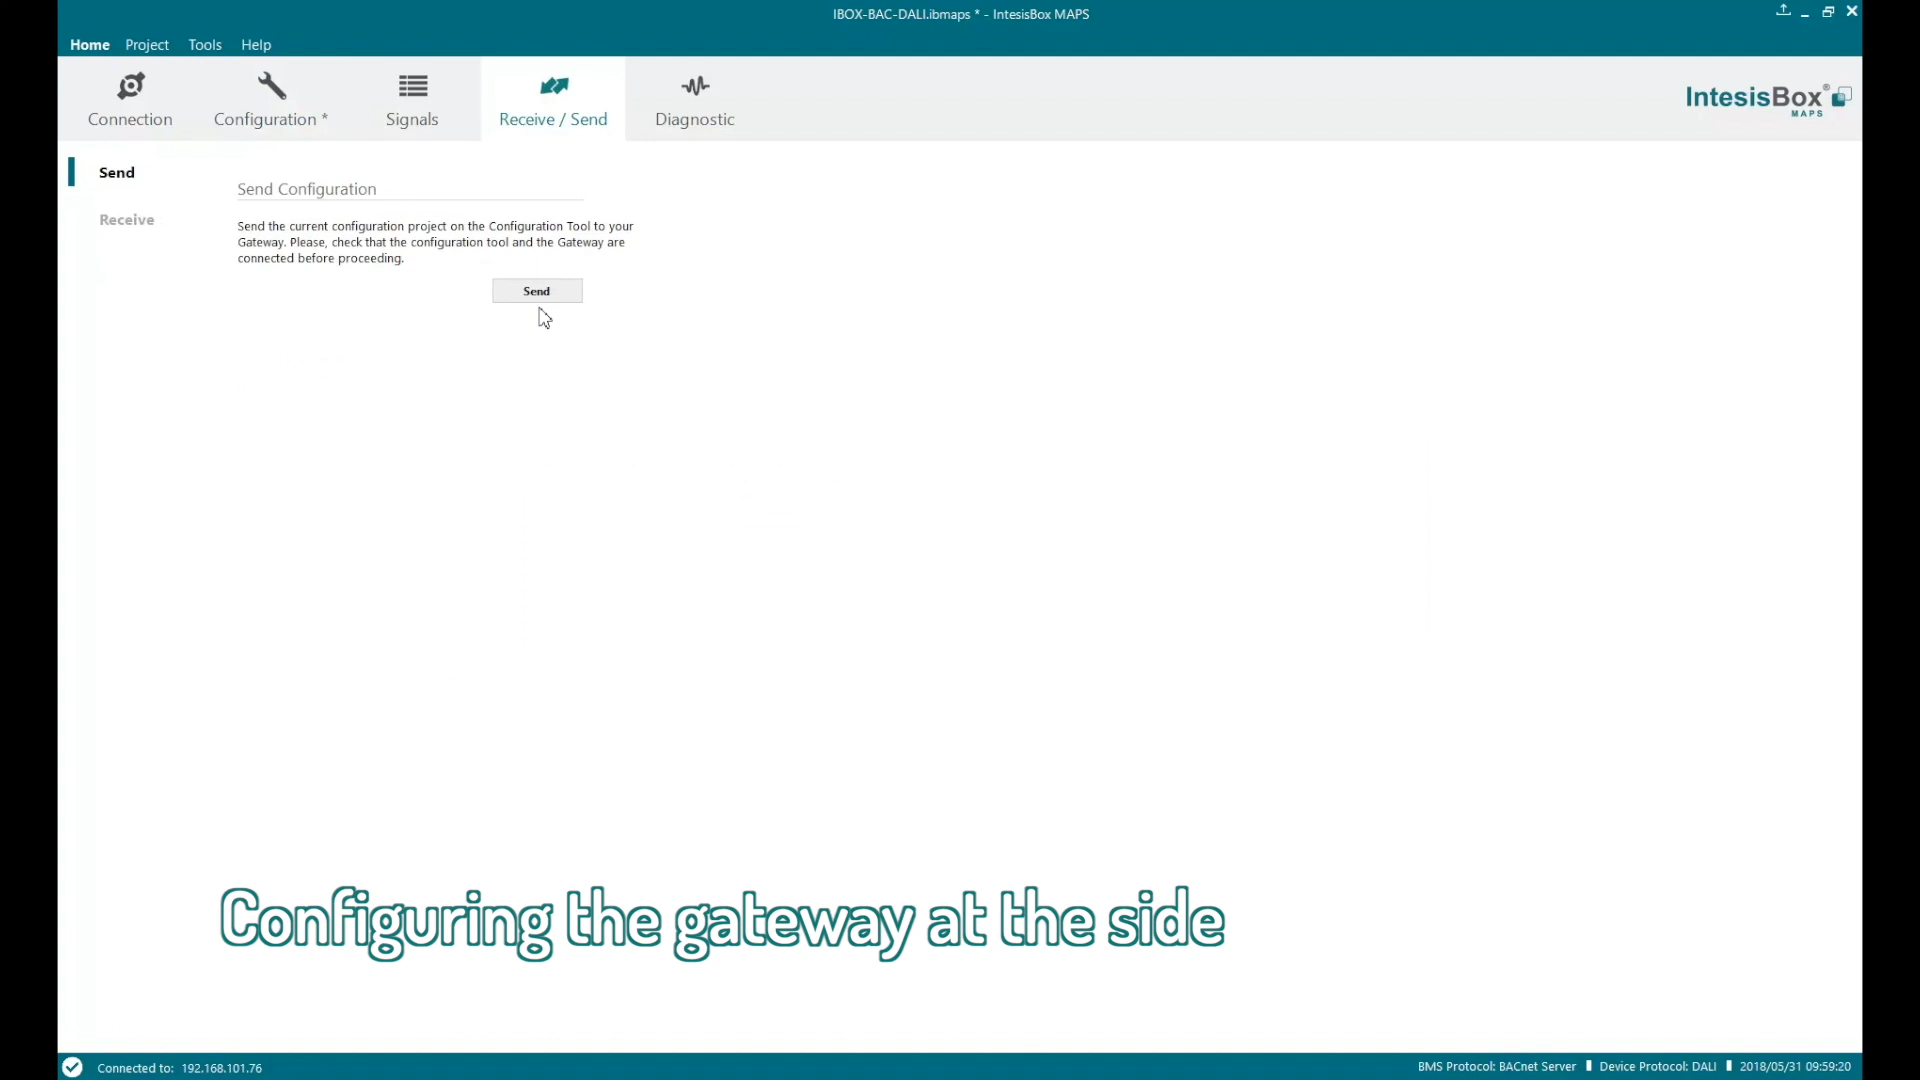 IBOX-BAC-DALI.ibmaps * - IntesisBox MAPS
Home Project Tools Help
Connection Configuration * Signals Receive / Send Diagnostic
IntesisBox®
MAPS
Send
Receive
Send Configuration
Send the current configuration project on the Configuration Tool to your
Gateway. Please, check that the configuration tool and the Gateway are
connected before proceeding.
Send
Configuring the gateway at the side
Connected to: 192.168.101.76
BMS Protocol: BACnet Server Device Protocol: DALI 2018/05/31 09:59:20